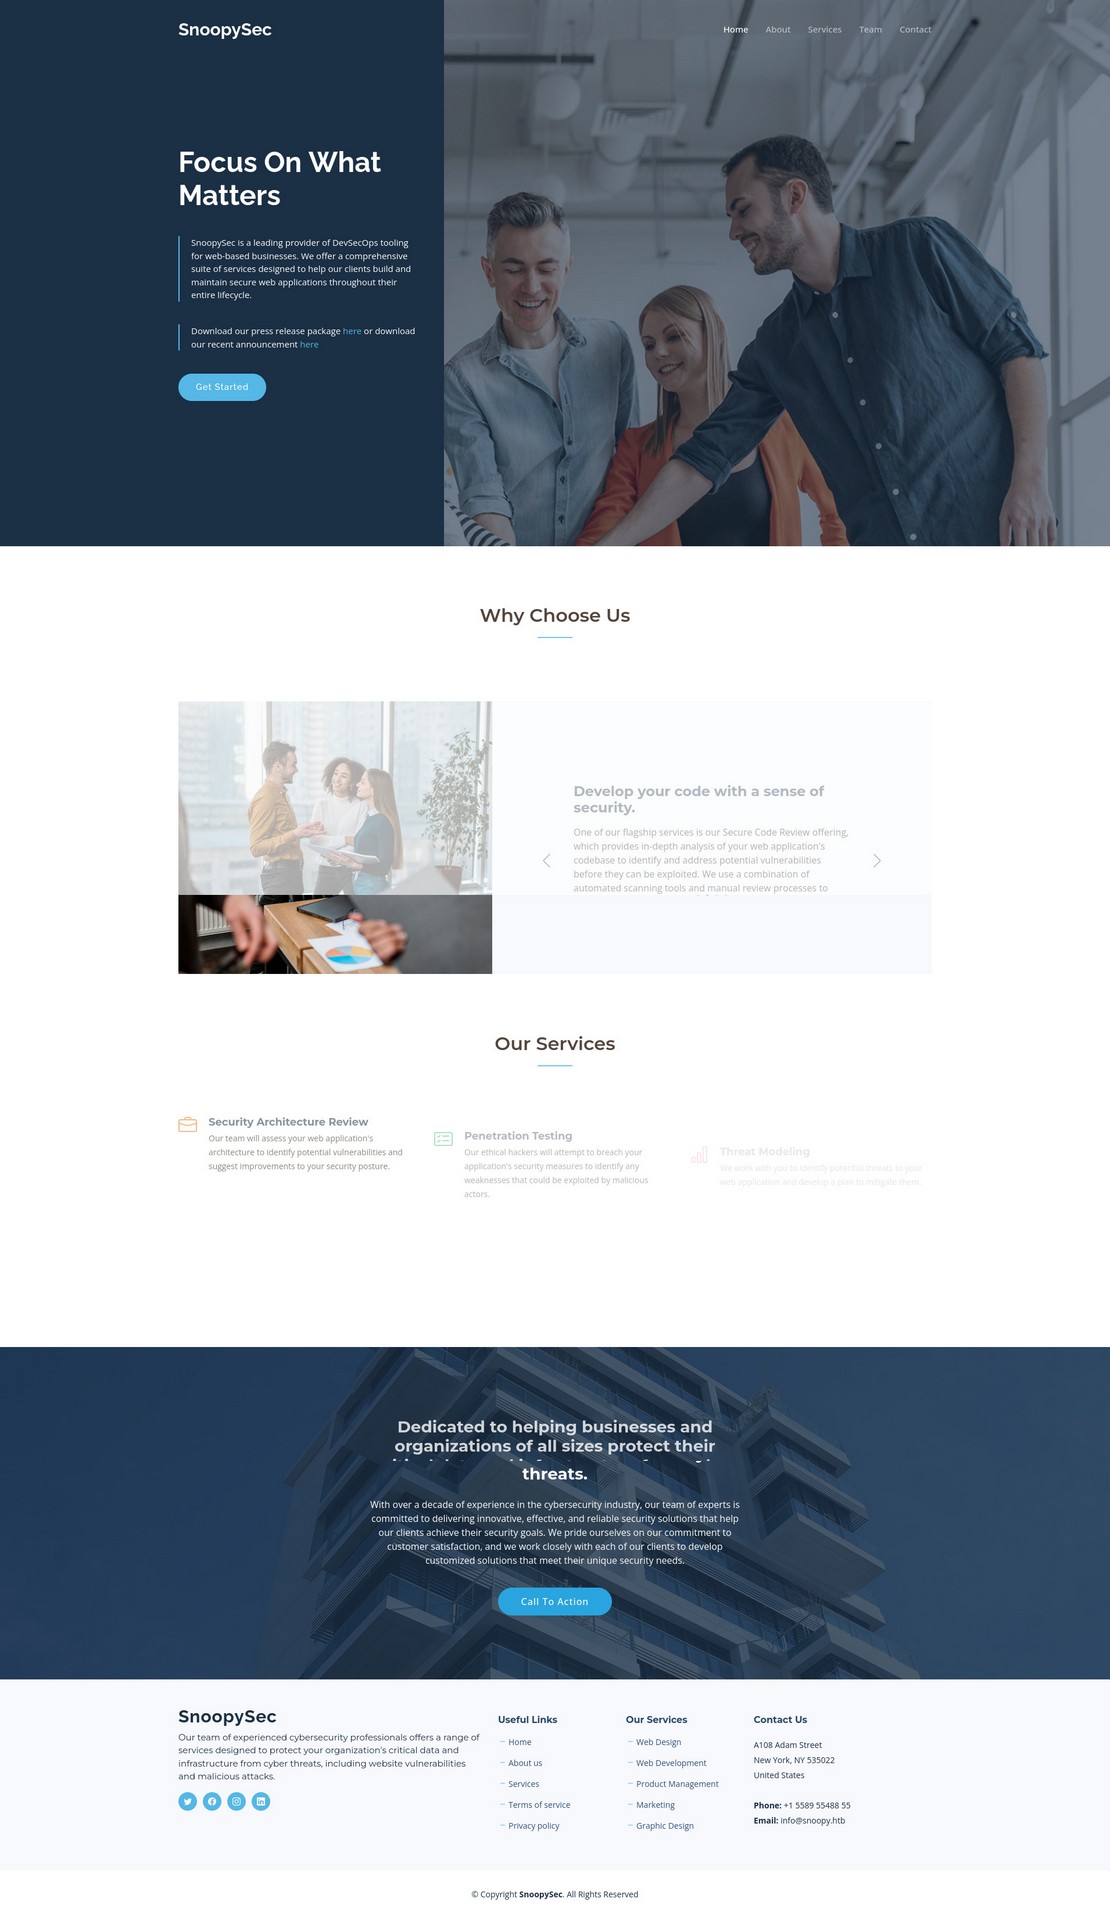 SnoopySec
Home About Services Team Contact
Focus On What
Matters
SnoopySec is a leading provider of DevSecOps tooling
for web-based businesses. We offer a comprehensive
suite of services designed to help our clients build and
maintain secure web applications throughout their
entire lifecycle.
Download our press release package here or download
our recent announcement here
Get Started
Why Choose Us
Develop your code with a sense of
security.
One of our flagship services is our Secure Code Review offering,
which provides in-depth analysis of your web application's
codebase to identify and address potential vulnerabilities
before they can be exploited. We use a combination of
automated scanning tools and manual review processes to
Our Services
Security Architecture Review
Our team will assess your web application's
architecture to identify potential vulnerabilities and
suggest improvements to your security posture.
Penetration Testing
Our ethical hackers will attempt to breach your
application's security measures to identify any
weaknesses that could be exploited by malicious
actors.
Threat Modeling
We work with you to identify potential threats to your
web application and develop a plan to mitigate them.
Dedicated to helping businesses and
organizations of all sizes protect their
threats.
With over a decade of experience in the cybersecurity industry, our team of experts is
committed to delivering innovative, effective, and reliable security solutions that help
our clients achieve their security goals. We pride ourselves on our commitment to
customer satisfaction, and we work closely with each of our clients to develop
customized solutions that meet their unique security needs.
Call To Action
SnoopySec
Our team of experienced cybersecurity professionals offers a range of
services designed to protect your organization's critical data and
infrastructure from cyber threats, including website vulnerabilities
and malicious attacks.
Useful Links
Home
About us
Services
Terms of service
Privacy policy
Our Services
Web Design
Web Development
Product Management
Marketing
Graphic Design
Contact Us
A108 Adam Street
New York, NY 535022
United States
Phone: +1 5589 55488 55
Email: info@snoopy.htb
© Copyright SnoopySec. All Rights Reserved